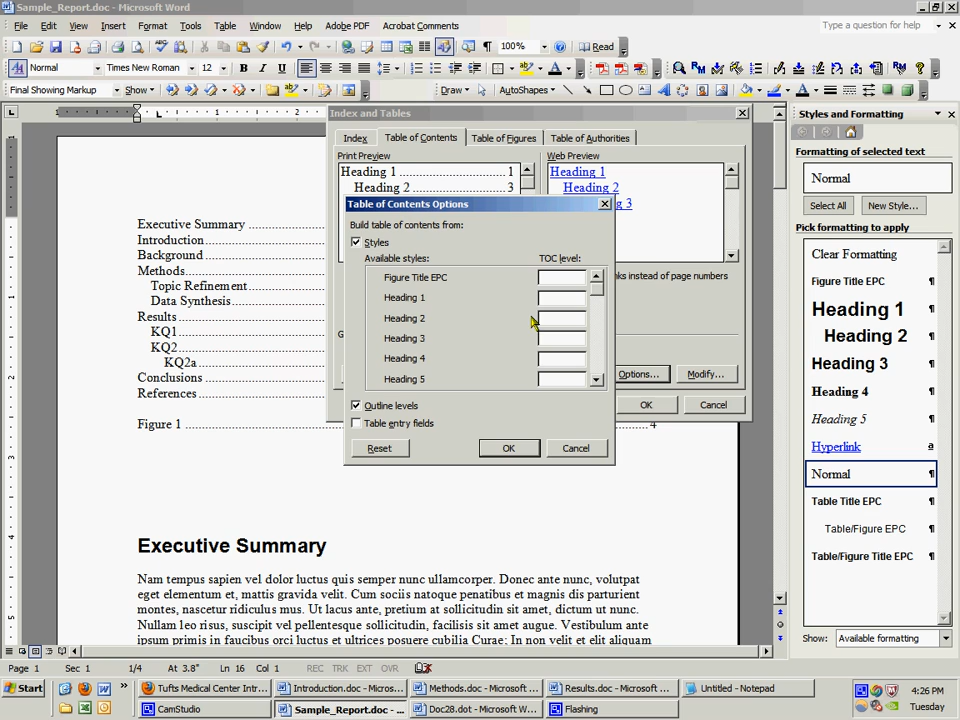 Sample_Report.doc - Microsoft Word
File Edit View Insert Format Tools Table Window Help Adobe PDF Acrobat Comments
Type a question for help
100%
Read
Normal Times New Roman 12
B I U
Final Showing Markup Show
Draw AutoShapes
Index and Tables
Index Table of Contents Table of Figures Table of Authorities
Print Preview Web Preview
Heading 1 .................... 1
Heading 2 .................... 3
Heading 1
Heading 2
g 3
nks instead of page numbers
G
Options... Modify...
OK Cancel
Table of Contents Options
Build table of contents from:
Styles
Available styles: TOC level:
Figure Title EPC
Heading 1
Heading 2
Heading 3
Heading 4
Heading 5
Outline levels
Table entry fields
Reset OK Cancel
Executive Summary
Introduction
Background
Methods
Topic Refinement
Data Synthesis
Results
KQ1
KQ2
KQ2a
Conclusions
References
Figure 1 4
Executive Summary
Nam tempus sapien vel dolor luctus quis semper nunc ullamcorper. Donec ante nunc, volutpat
eget elementum et, mattis gravida velit. Cum sociis natoque penatibus et magnis dis parturient
montes, nascetur ridiculus mus. Ut lacus ante, pretium at sollicitudin sit amet, dictum ut nunc.
Nullam leo risus, suscipit vel pellentesque sollicitudin, facilisis sit amet augue. Vestibulum ante
ipsum primis in faucibus orci luctus et ultrices posuere cubilia Curae; In non velit et elit aliquam
Styles and Formatting
Formatting of selected text
Normal
Select All New Style...
Pick formatting to apply
Clear Formatting
Figure Title EPC ¶
Heading 1 ¶
Heading 2 ¶
Heading 3 ¶
Heading 4 ¶
Heading 5 ¶
Hyperlink a
Normal ¶
Table Title EPC ¶
Table/Figure EPC ¶
Table/Figure Title EPC ¶
Show: Available formatting
Page 1 Sec 1 1/4 At 3.8" Ln 16 Col 1 REC TRK EXT OVR
Start
Tufts Medical Center Intr...
Introduction.doc - Micros...
Methods.doc - Microsoft ...
Results.doc - Microsoft ...
Untitled - Notepad
4:26 PM
CamStudio
Sample_Report.doc - ...
Doc28.dot - Microsoft W...
Flashing
Tuesday